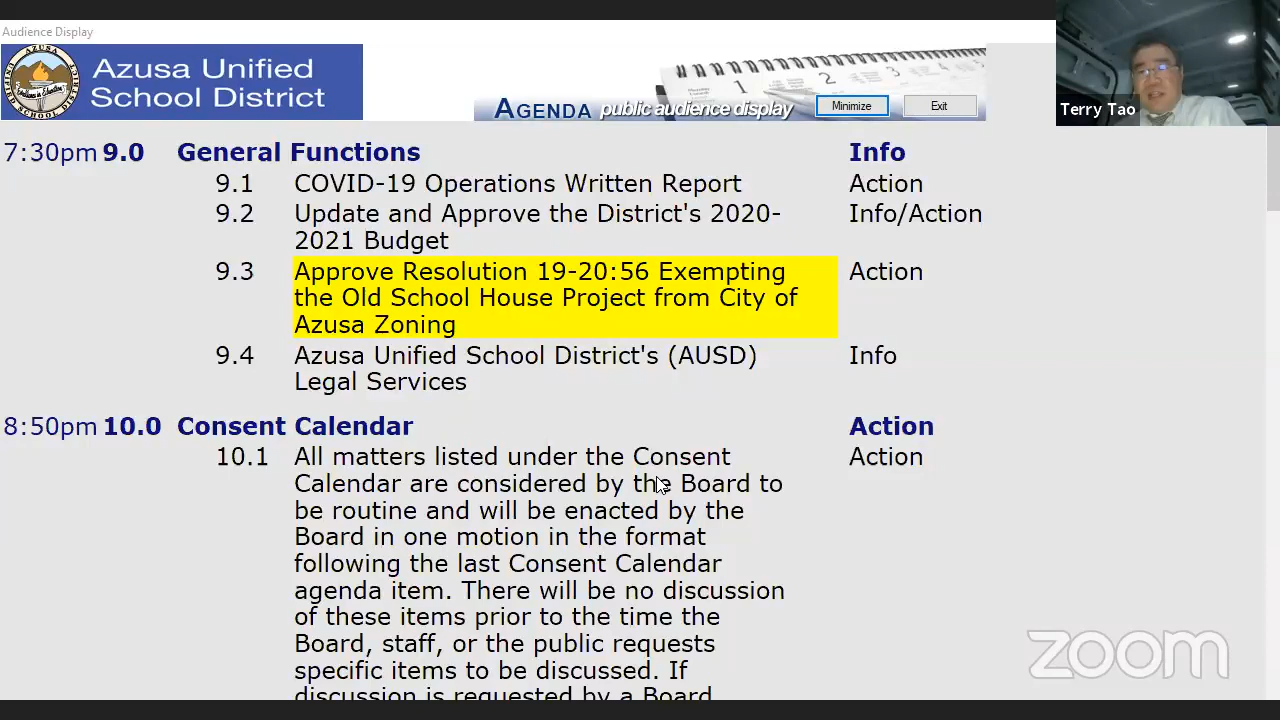 Audience Display
Azusa Unified
School District
AGENDA public audience display
Minimize
Exit
Terry Tao
7:30pm 9.0 General Functions Info
9.1 COVID-19 Operations Written Report Action
9.2 Update and Approve the District's 2020- Info/Action
2021 Budget
9.3 Approve Resolution 19-20:56 Exempting Action
the Old School House Project from City of
Azusa Zoning
9.4 Azusa Unified School District's (AUSD) Info
Legal Services
8:50pm 10.0 Consent Calendar Action
10.1 All matters listed under the Consent Action
Calendar are considered by the Board to
be routine and will be enacted by the
Board in one motion in the format
following the last Consent Calendar
agenda item. There will be no discussion
of these items prior to the time the
Board, staff, or the public requests
specific items to be discussed. If
discussion is requested by a Board
zoom